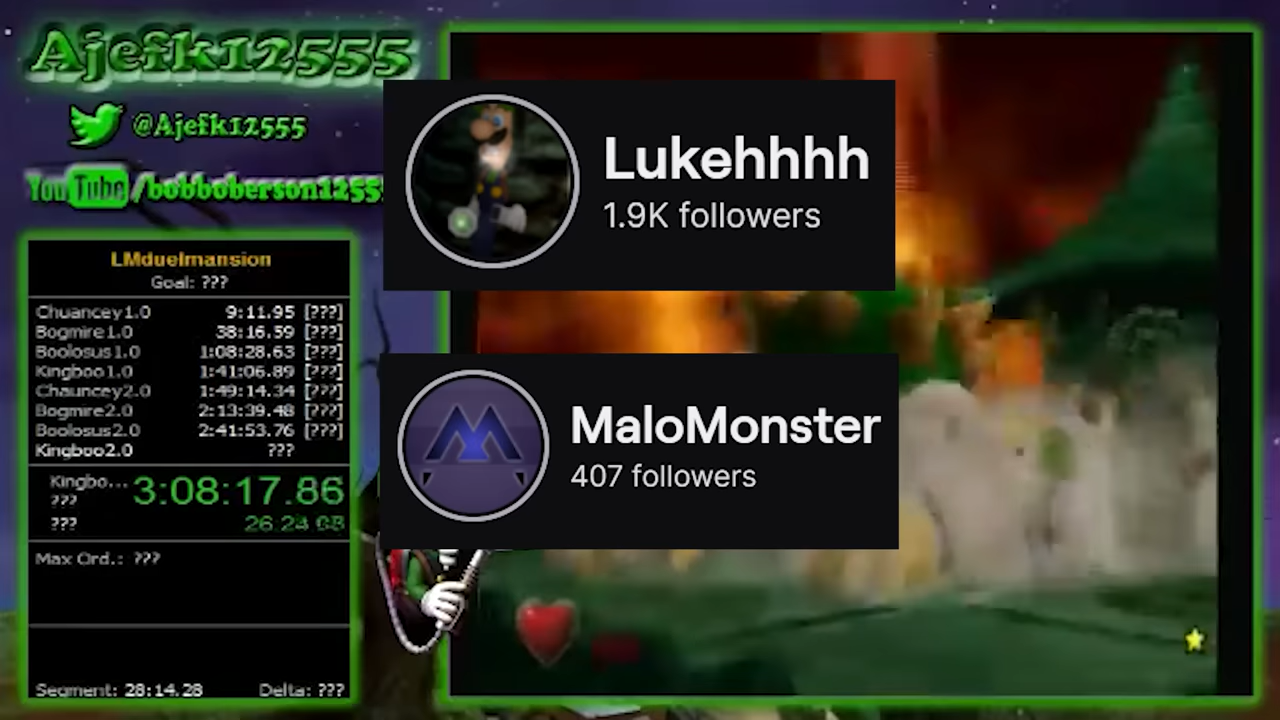 Ajefk12555
@Ajefk12555
YouTube /bobboberson1255
Lukehhhh
1.9K followers
MaloMonster
407 followers
LMduelmansion
Goal: ???
Chuancey1.0 9:11.95 [???]
Bogmire1.0 38:16.59 [???]
Boolosus1.0 1:08:28.63 [???]
Kingboo1.0 1:41:06.89 [???]
Chauncey2.0 1:49:14.34 [???]
Bogmire2.0 2:13:39.48 [???]
Boolosus2.0 2:41:53.76 [???]
Kingboo2.0 ???
Kingbo... 3:08:17.86
???
??? 26:24
Max Ord.: ???
Segment: 28:14.28 Delta: ???